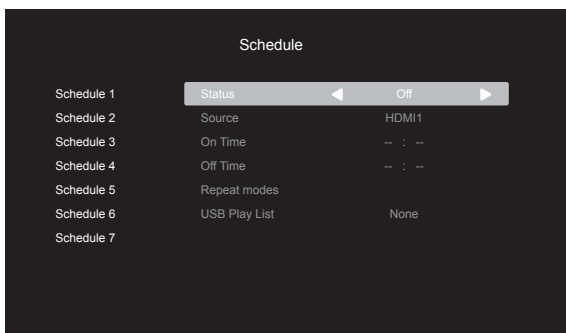 Schedule
Schedule 1 Status Off
Schedule 2 Source HDMI1
Schedule 3 On Time -- : --
Schedule 4 Off Time -- : --
Schedule 5 Repeat modes
Schedule 6 USB Play List None
Schedule 7